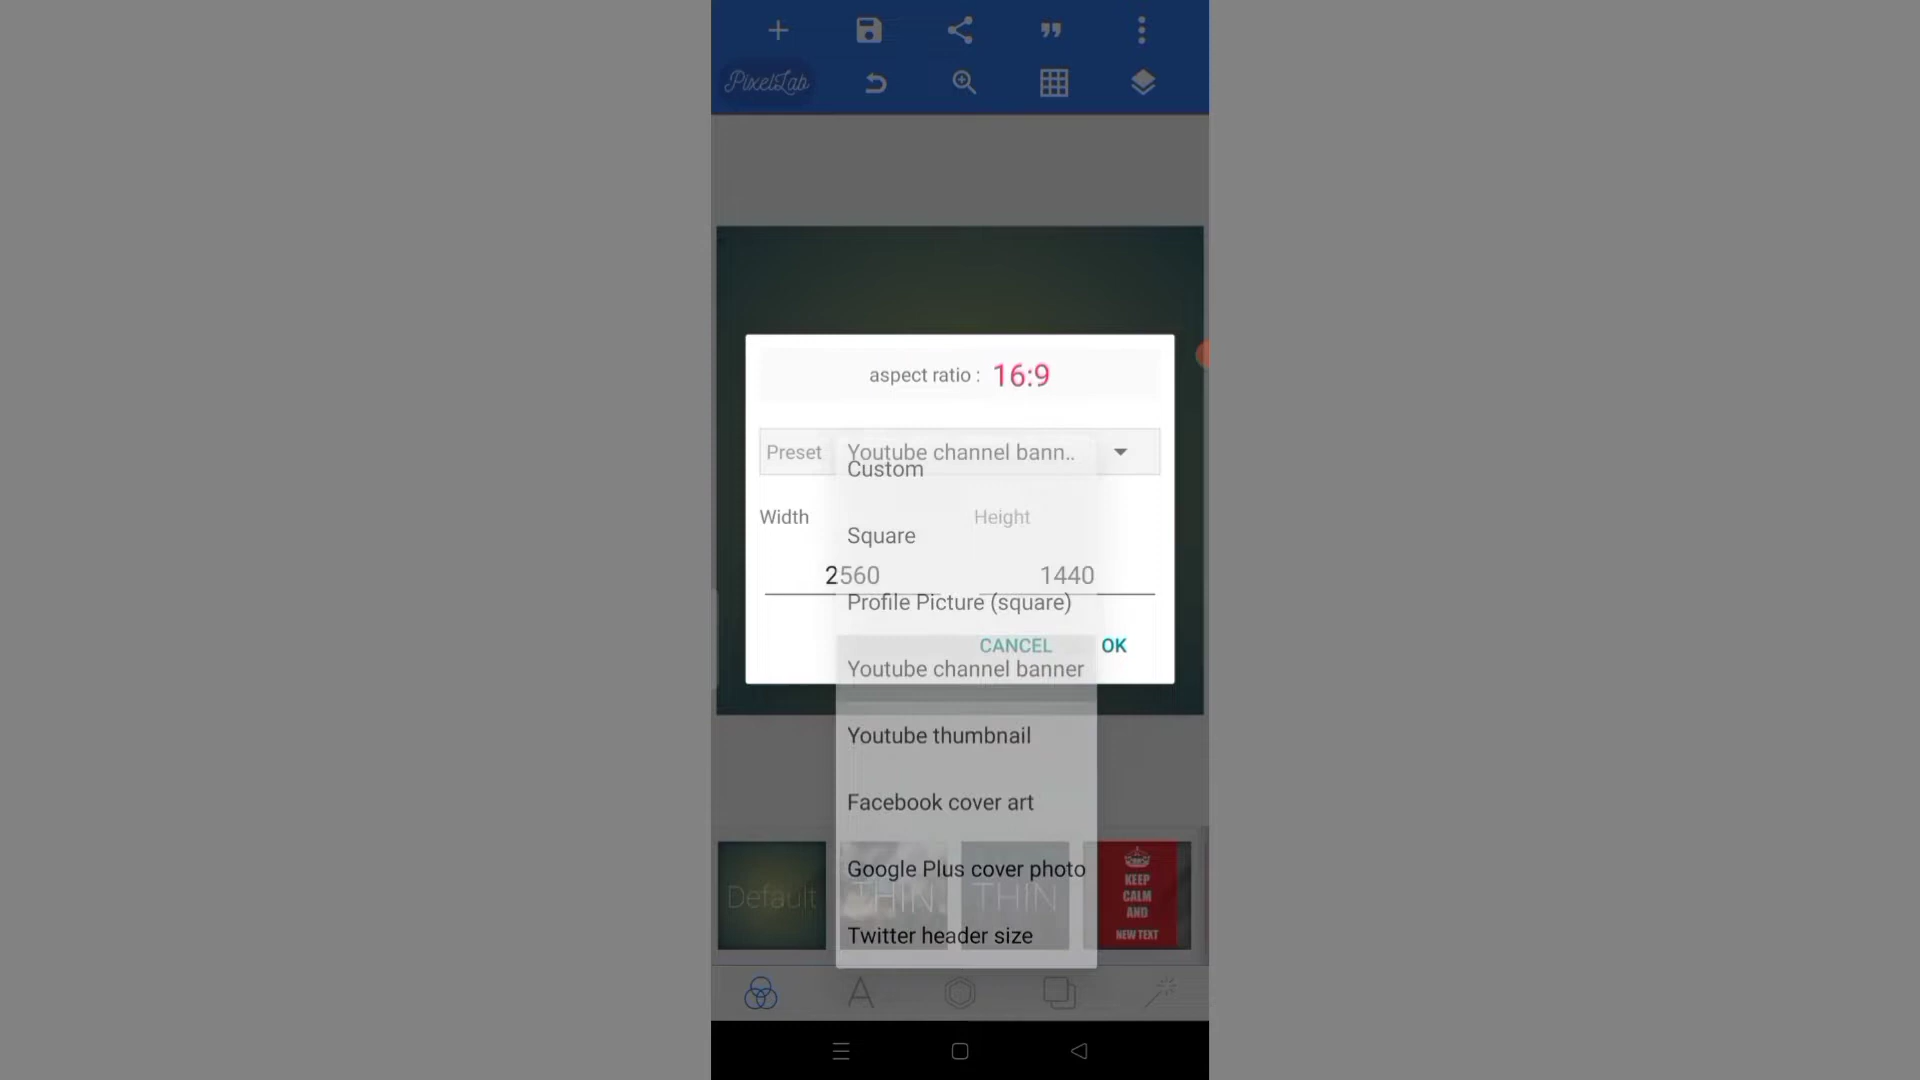 PixelLab
aspect ratio : 16:9
Preset Youtube channel bann..
Custom
Width Height
Square
2560 1440
Profile Picture (square)
CANCEL OK
Youtube channel banner
Youtube thumbnail
Facebook cover art
Google Plus cover photo
Default THIN THIN
KEEP
CALM
AND
NEW TEXT
Twitter header size
A